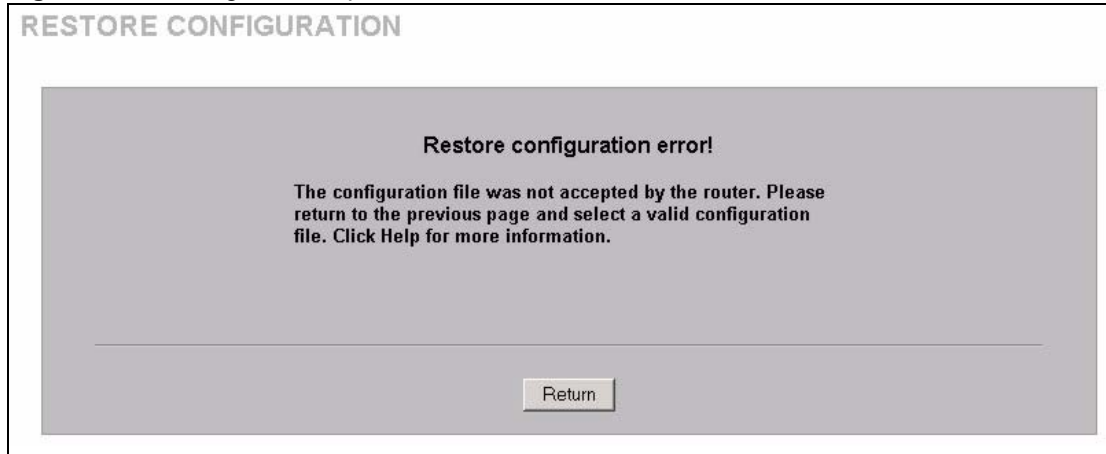 RESTORE CONFIGURATION
Restore configuration error!
The configuration file was not accepted by the router. Please
return to the previous page and select a valid configuration
file. Click Help for more information.
Return